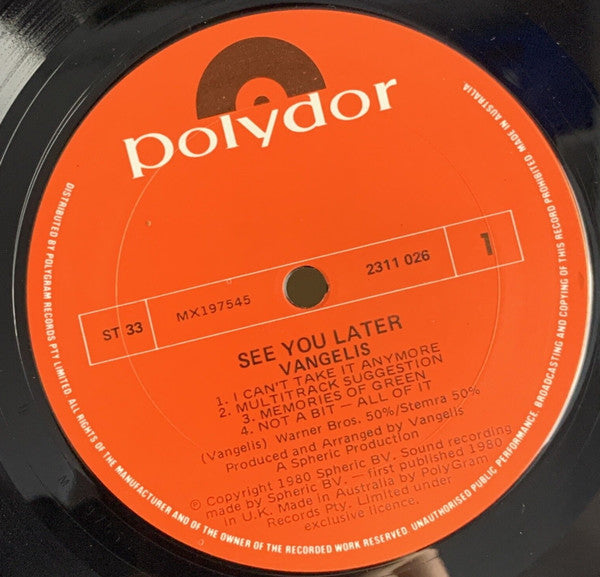 polydor
ST 33
MX197545
2311 026
1
SEE YOU LATER
VANGELIS
1. I CAN'T TAKE IT ANYMORE
2. MULTITRACK SUGGESTION
3. MEMORIES OF GREEN
4. NOT A BIT — ALL OF IT
(Vangelis) Warner Bros. 50%/Stemra 50%
Produced and Arranged by Vangelis
A Spheric Production
® Copyright 1980 Spheric BV. Sound recording
made by Spheric BV. — first published 1980
in U.K. Made in Australia by PolyGram
Records Pty. Limited under
exclusive licence.
DISTRIBUTED BY POLYGRAM RECORDS PTY LIMITED. ALL RIGHTS OF THE MANUFACTURER AND OF THE OWNER OF THE RECORDED WORK RESERVED. UNAUTHORISED PUBLIC PERFORMANCE, BROADCASTING AND COPYING OF THIS RECORD PROHIBITED MADE IN AUSTRALIA